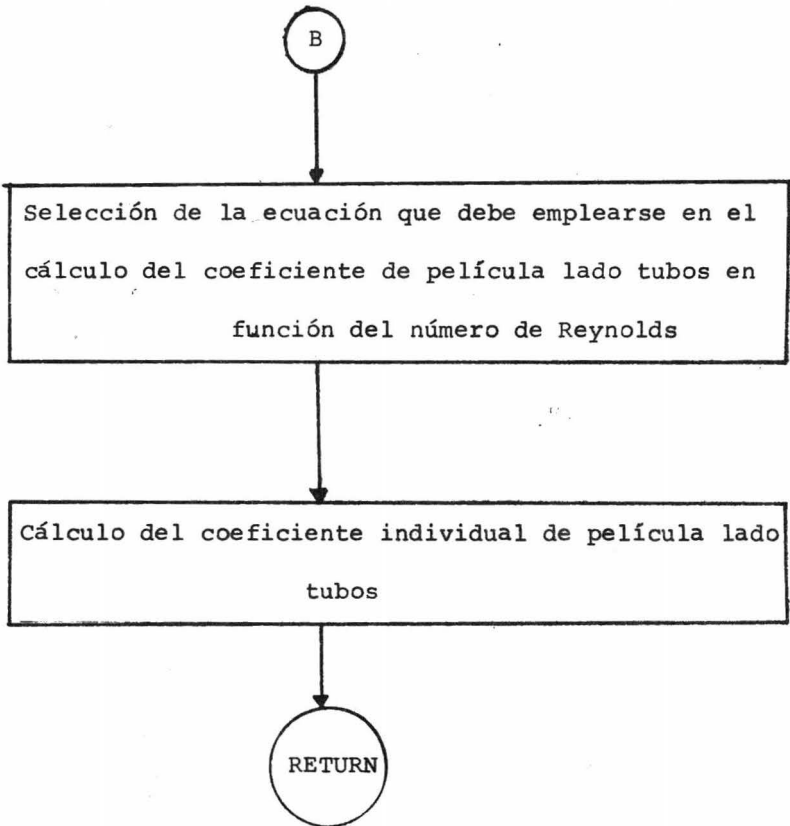 B
Selección de la ecuación que debe emplearse en el
cálculo del coeficiente de película lado tubos en
función del número de Reynolds
Cálculo del coeficiente individual de película lado
tubos
RETURN